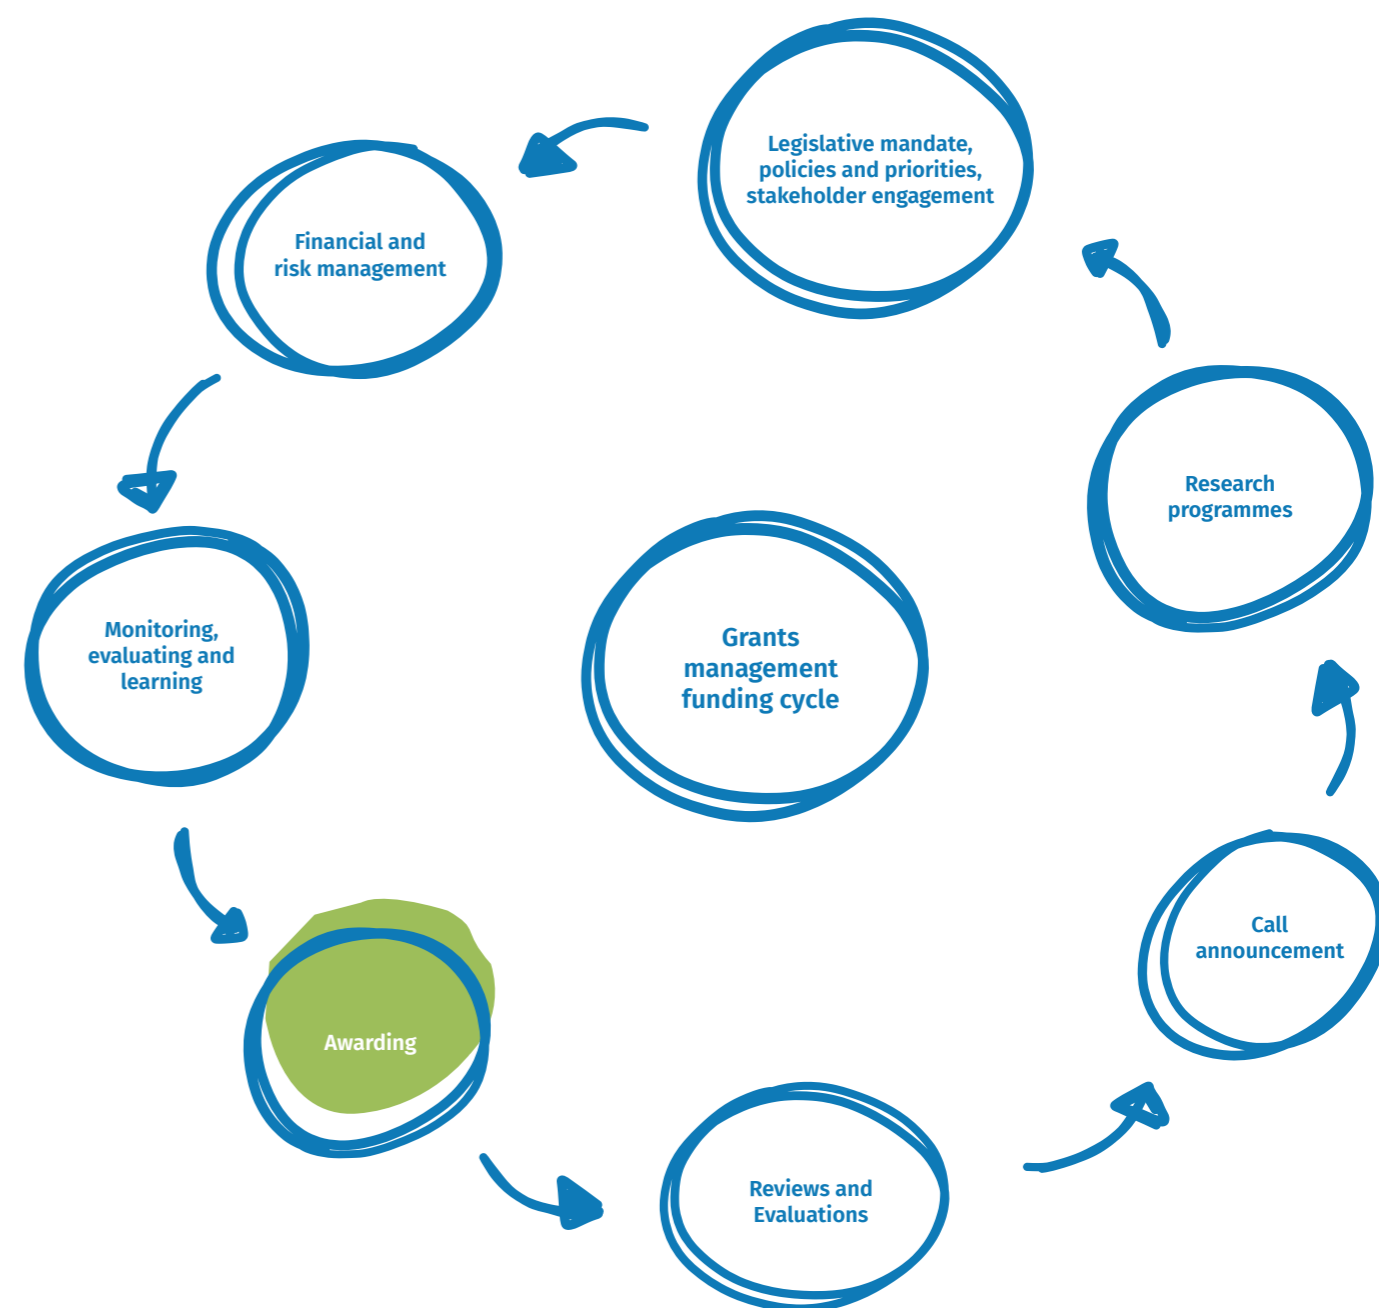 Legislative mandate,
policies and priorities,
stakeholder engagement
Financial and
risk management
Research
programmes
Monitoring,
evaluating and
learning
Grants
management
funding cycle
Call
announcement
Awarding
Reviews and
Evaluations